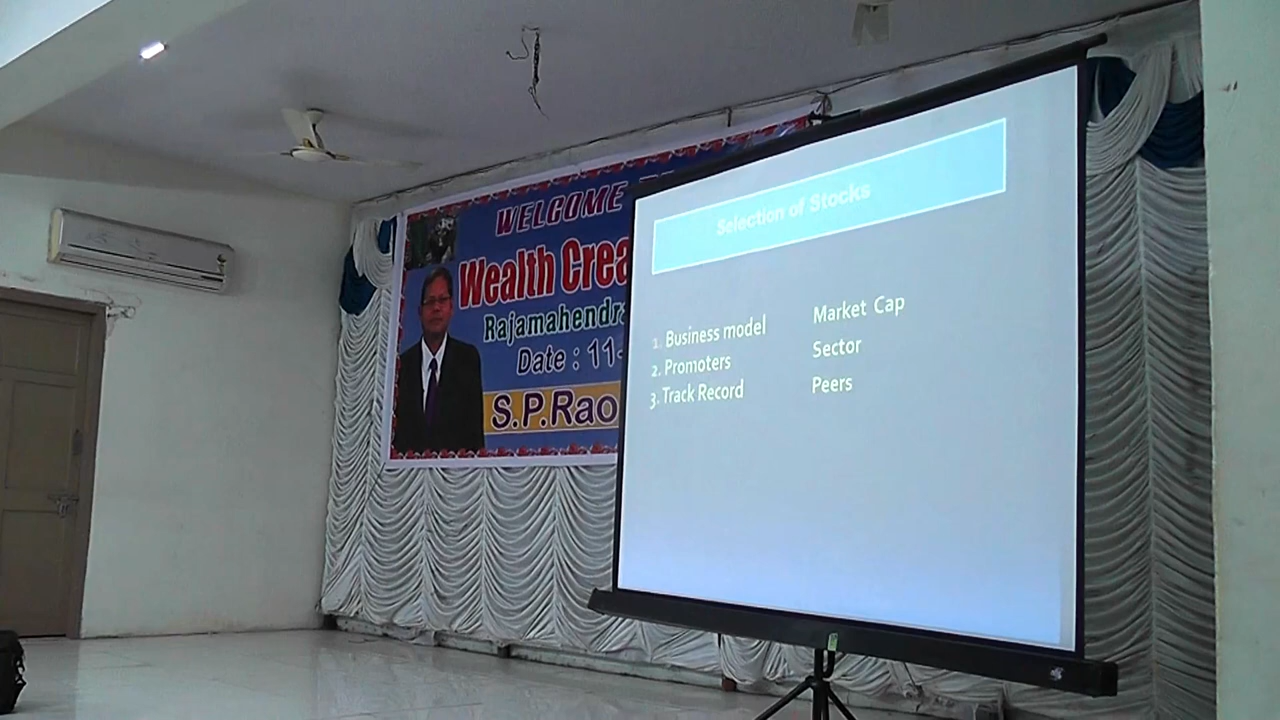 WELCOME
Wealth Crea
Rajamahendra
Date : 11-
S.P.Rao
Selection of Stocks
1. Business model
2. Promoters
3. Track Record
Market Cap
Sector
Peers